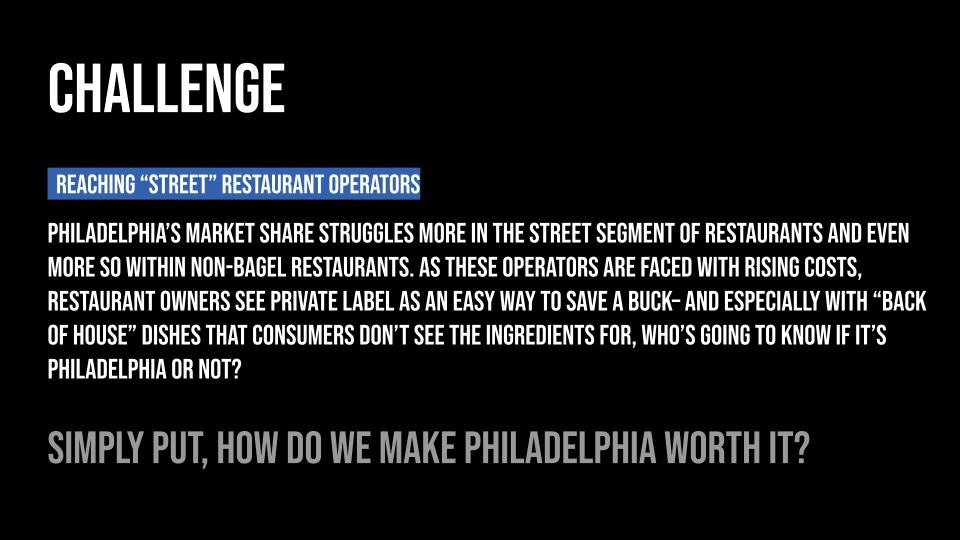 CHALLENGE
REACHING “STREET” RESTAURANT OPERATORS
PHILADELPHIA’S MARKET SHARE STRUGGLES MORE IN THE STREET SEGMENT OF RESTAURANTS AND EVEN
MORE SO WITHIN NON-BAGEL RESTAURANTS. AS THESE OPERATORS ARE FACED WITH RISING COSTS,
RESTAURANT OWNERS SEE PRIVATE LABEL AS AN EASY WAY TO SAVE A BUCK– AND ESPECIALLY WITH “BACK
OF HOUSE” DISHES THAT CONSUMERS DON’T SEE THE INGREDIENTS FOR, WHO’S GOING TO KNOW IF IT’S
PHILADELPHIA OR NOT?
SIMPLY PUT, HOW DO WE MAKE PHILADELPHIA WORTH IT?